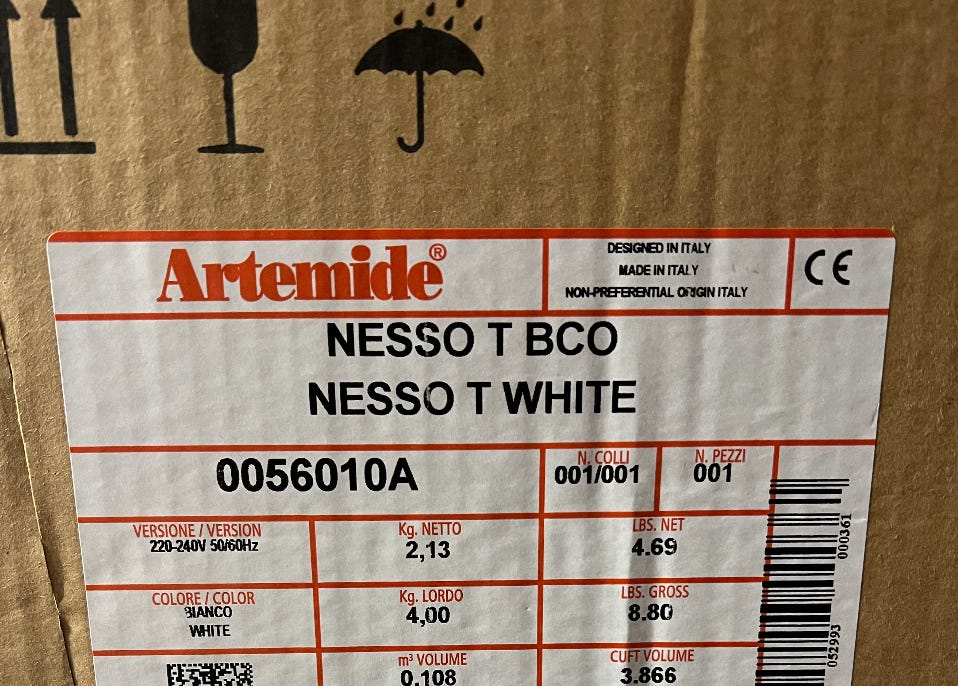 Artemide®
DESIGNED IN ITALY
MADE IN ITALY
NON-PREFERENTIAL ORIGIN ITALY
CE
NESSO T BCO
NESSO T WHITE
0056010A
N. COLLI
001/001
N. PEZZI
001
VERSIONE / VERSION
220-240V 50/60Hz
Kg. NETTO
2,13
LBS. NET
4.69
COLORE / COLOR
BIANCO
WHITE
Kg. LORDO
4,00
LBS. GROSS
8.80
m³ VOLUME
0.108
CUFT VOLUME
3.866
000361
052993